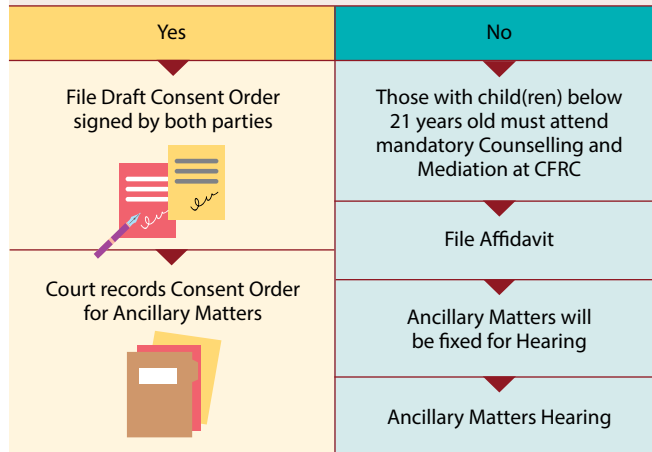 Yes
File Draft Consent Order
signed by both parties
Court records Consent Order
for Ancillary Matters
No
Those with child(ren) below
21 years old must attend
mandatory Counselling and
Mediation at CFRC
File Affidavit
Ancillary Matters will
be fixed for Hearing
Ancillary Matters Hearing